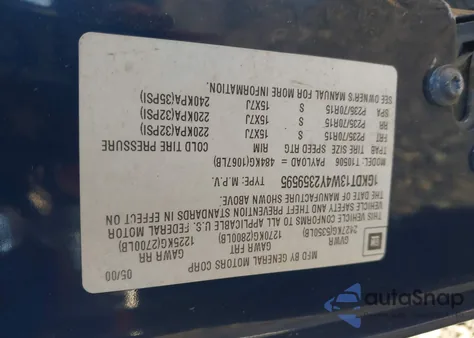 MFD BY GENERAL MOTORS CORP
05/00
GVWR
GAWR FRT
GAWR RR
2427KG(5350LB)
1270KG(2800LB)
1225KG(2700LB)
THIS VEHICLE CONFORMS TO ALL APPLICABLE U.S. FEDERAL MOTOR
VEHICLE SAFETY AND THEFT PREVENTION STANDARDS IN EFFECT ON
THE DATE OF MANUFACTURE SHOWN ABOVE.
1GKDT13W4Y2359595
TYPE: M.P.V.
MODEL: T10506
PAYLOAD = 484KG(1067LB)
TPAB
TIRE SIZE
SPEED RTG
RIM
COLD TIRE PRESSURE
FRT
P235/70R15
S
15X7J
220KPA(32PSI)
RR
P235/70R15
S
15X7J
220KPA(32PSI)
SPA
P235/70R15
S
15X7J
240KPA(35PSI)
SEE OWNER'S MANUAL FOR MORE INFORMATION.
GM
autoSnap